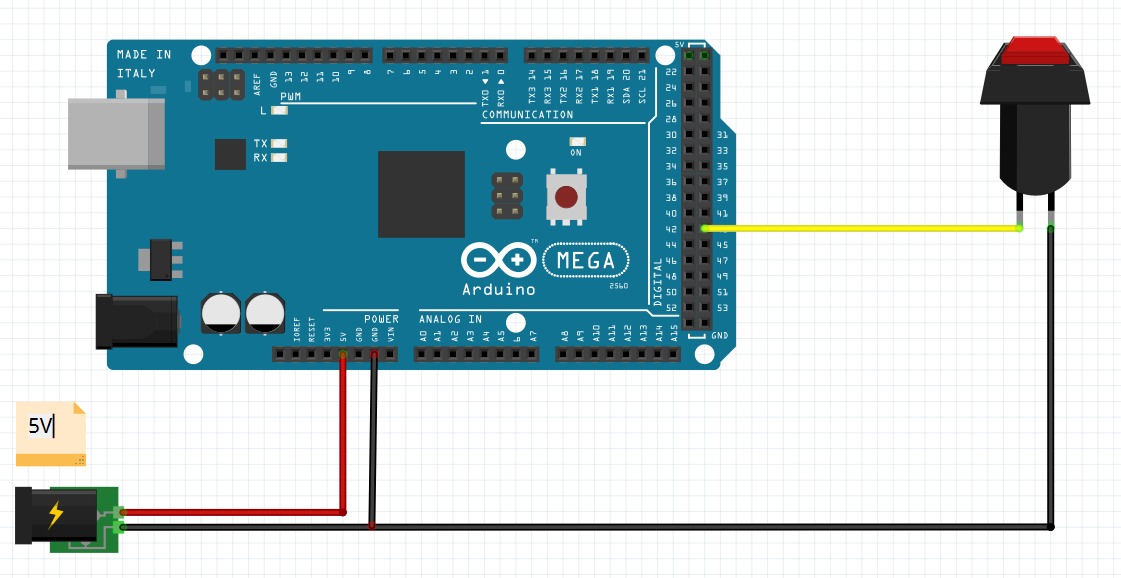 MADE IN
ITALY
AREF
GND
13
12
11
10
9
8
7
6
5
4
3
2
TX0 ◀ 1
RX0 ▶ 0
TX3 14
RX3 15
TX2 16
RX2 17
TX1 18
RX1 19
SDA 20
SCL 21
5V
PWM
COMMUNICATION
L
TX
RX
ON
22
24
26
28
30 31
32 33
34 35
36 37
38 39
40 41
42
44 45
46 47
48 49
50 51
52 53
DIGITAL
GND
™
MEGA
Arduino
2560
POWER
ANALOG IN
IOREF
RESET
3V3
5V
GND
GND
VIN
A0
A1
A2
A3
A4
A5
6
A7
A8
A9
A10
A11
A12
A13
A14
A15
5V